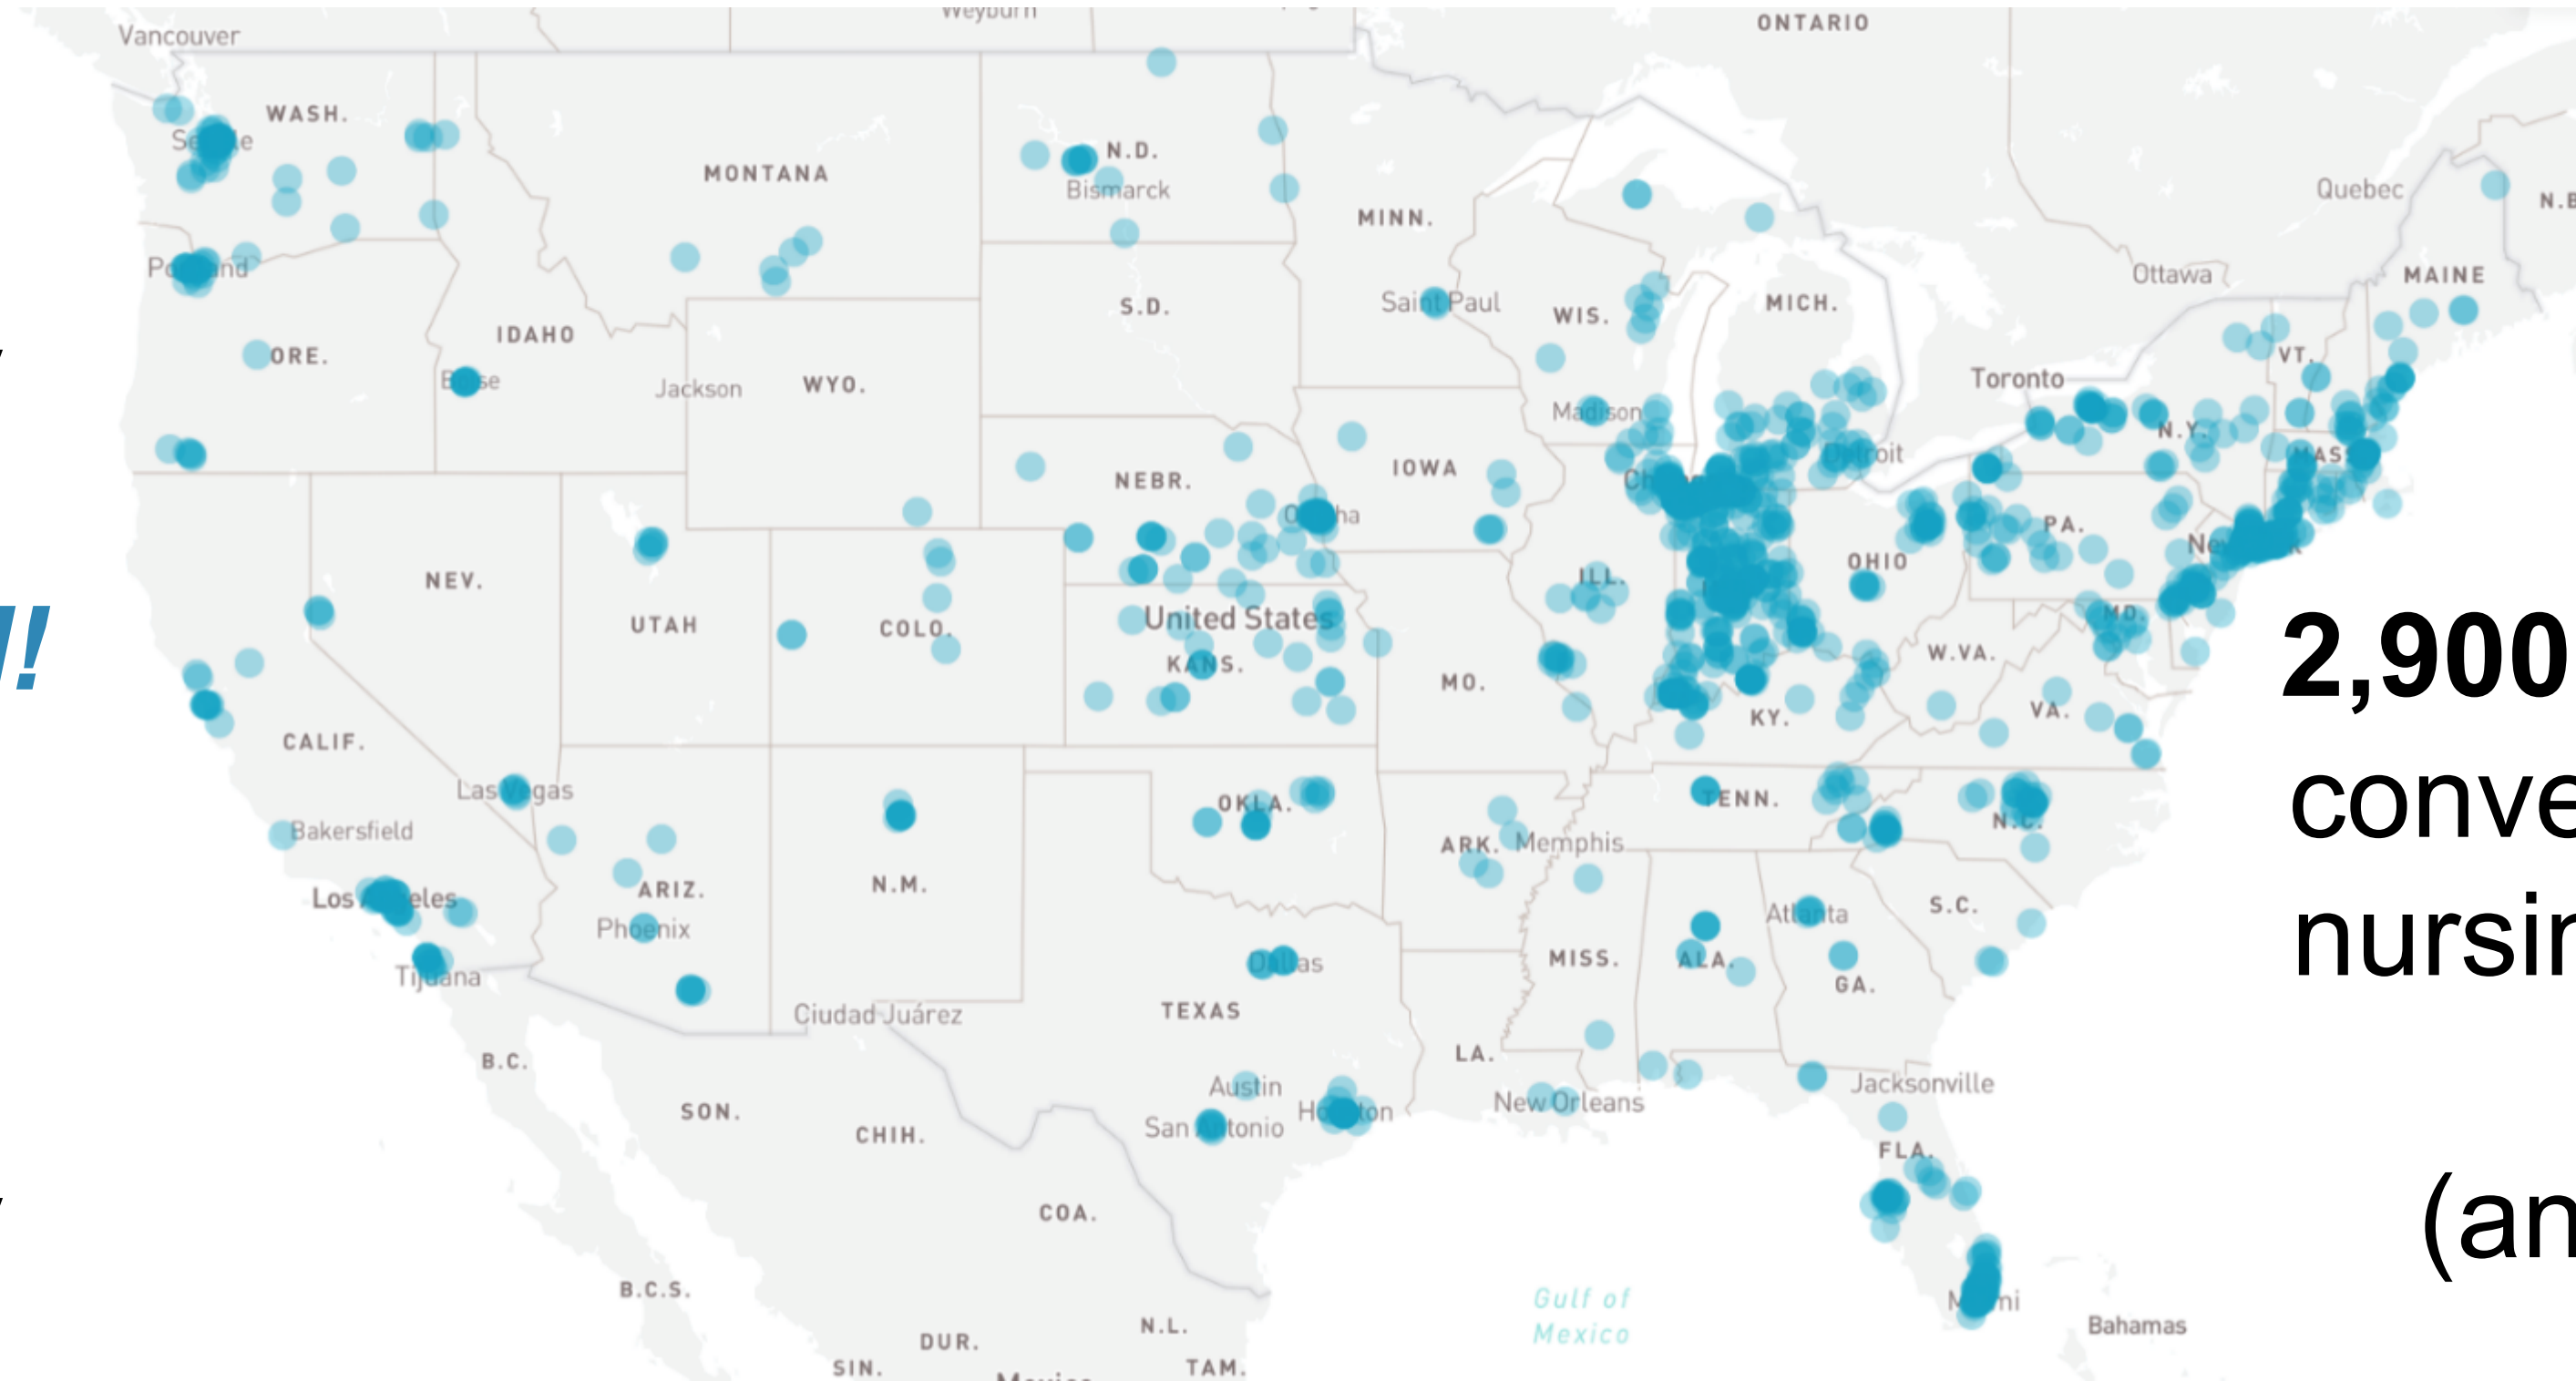 Weyburn
ONTARIO
Vancouver
WASH.
MONTANA
N.D.
Bismarck
MINN.
Quebec
Ottawa
MAINE
S.D.
Saint Paul
WIS.
MICH.
IDAHO
ORE.
Jackson
WYO.
VT.
Toronto
Madison
N.Y.
IOWA
NEBR.
PA.
NEV.
UTAH
COLO.
United States
KANS.
ILL.
OHIO
MD.
!
2,900
MO.
W.VA.
KY.
VA.
CALIF.
Las Vegas
Bakersfield
OKLA.
TENN.
N.C.
ARK.
Memphis
ARIZ.
N.M.
Phoenix
Atlanta
S.C.
Tijuana
MISS.
ALA.
GA.
TEXAS
Ciudad Juárez
B.C.
LA.
Austin
San Antonio
New Orleans
Jacksonville
SON.
CHIH.
FLA.
COA.
B.C.S.
Gulf of
Mexico
N.L.
DUR.
SIN.
TAM.
Bahamas